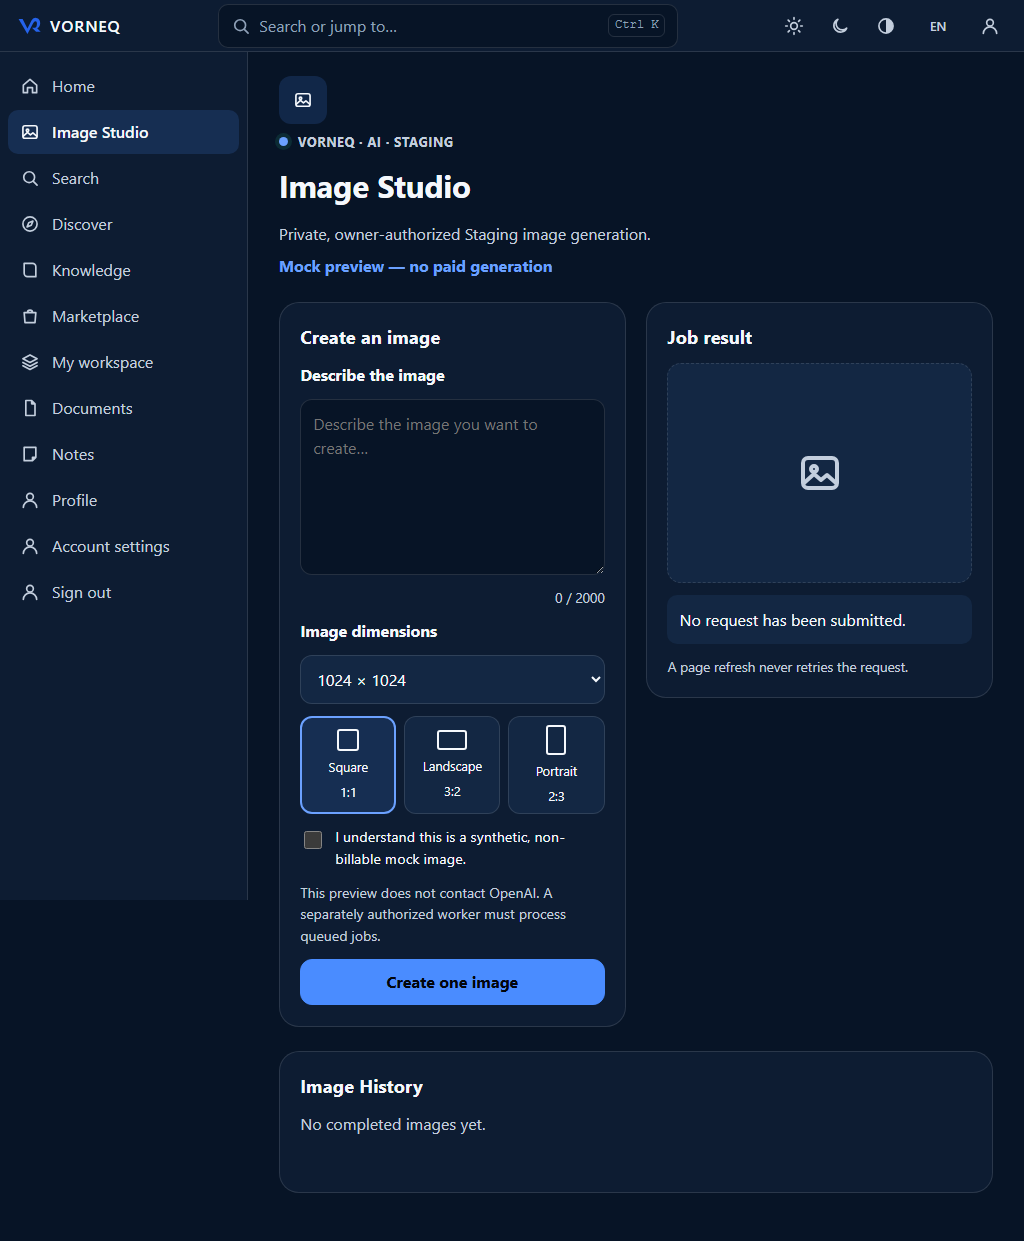 VORNEQ
Search or jump to...
Ctrl K
EN
Home
Image Studio
Search
Discover
Knowledge
Marketplace
My workspace
Documents
Notes
Profile
Account settings
Sign out
VORNEQ · AI · STAGING
Image Studio
Private, owner-authorized Staging image generation.
Mock preview — no paid generation
Create an image
Describe the image
Describe the image you want to
create...
0 / 2000
Image dimensions
1024 × 1024
Square
1:1
Landscape
3:2
Portrait
2:3
I understand this is a synthetic, non-
billable mock image.
This preview does not contact OpenAI. A
separately authorized worker must process
queued jobs.
Create one image
Job result
No request has been submitted.
A page refresh never retries the request.
Image History
No completed images yet.